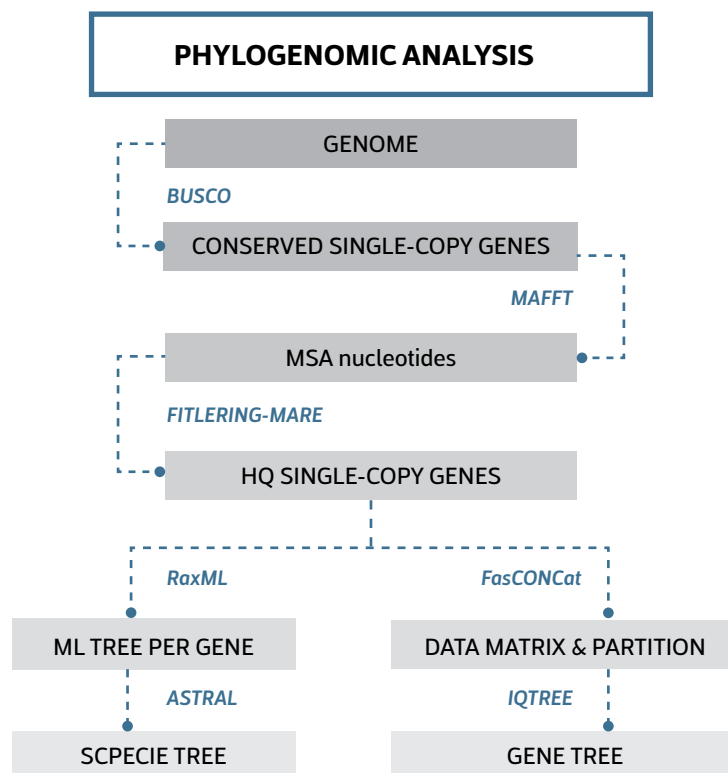 PHYLOGENOMIC ANALYSIS
GENOME
BUSCO
CONSERVED SINGLE-COPY GENES
MAFFT
MSA nucleotides
FITLERING-MARE
HQ SINGLE-COPY GENES
RaxML
FasCONCat
ML TREE PER GENE
DATA MATRIX & PARTITION
ASTRAL
IQTREE
SCPECIE TREE
GENE TREE